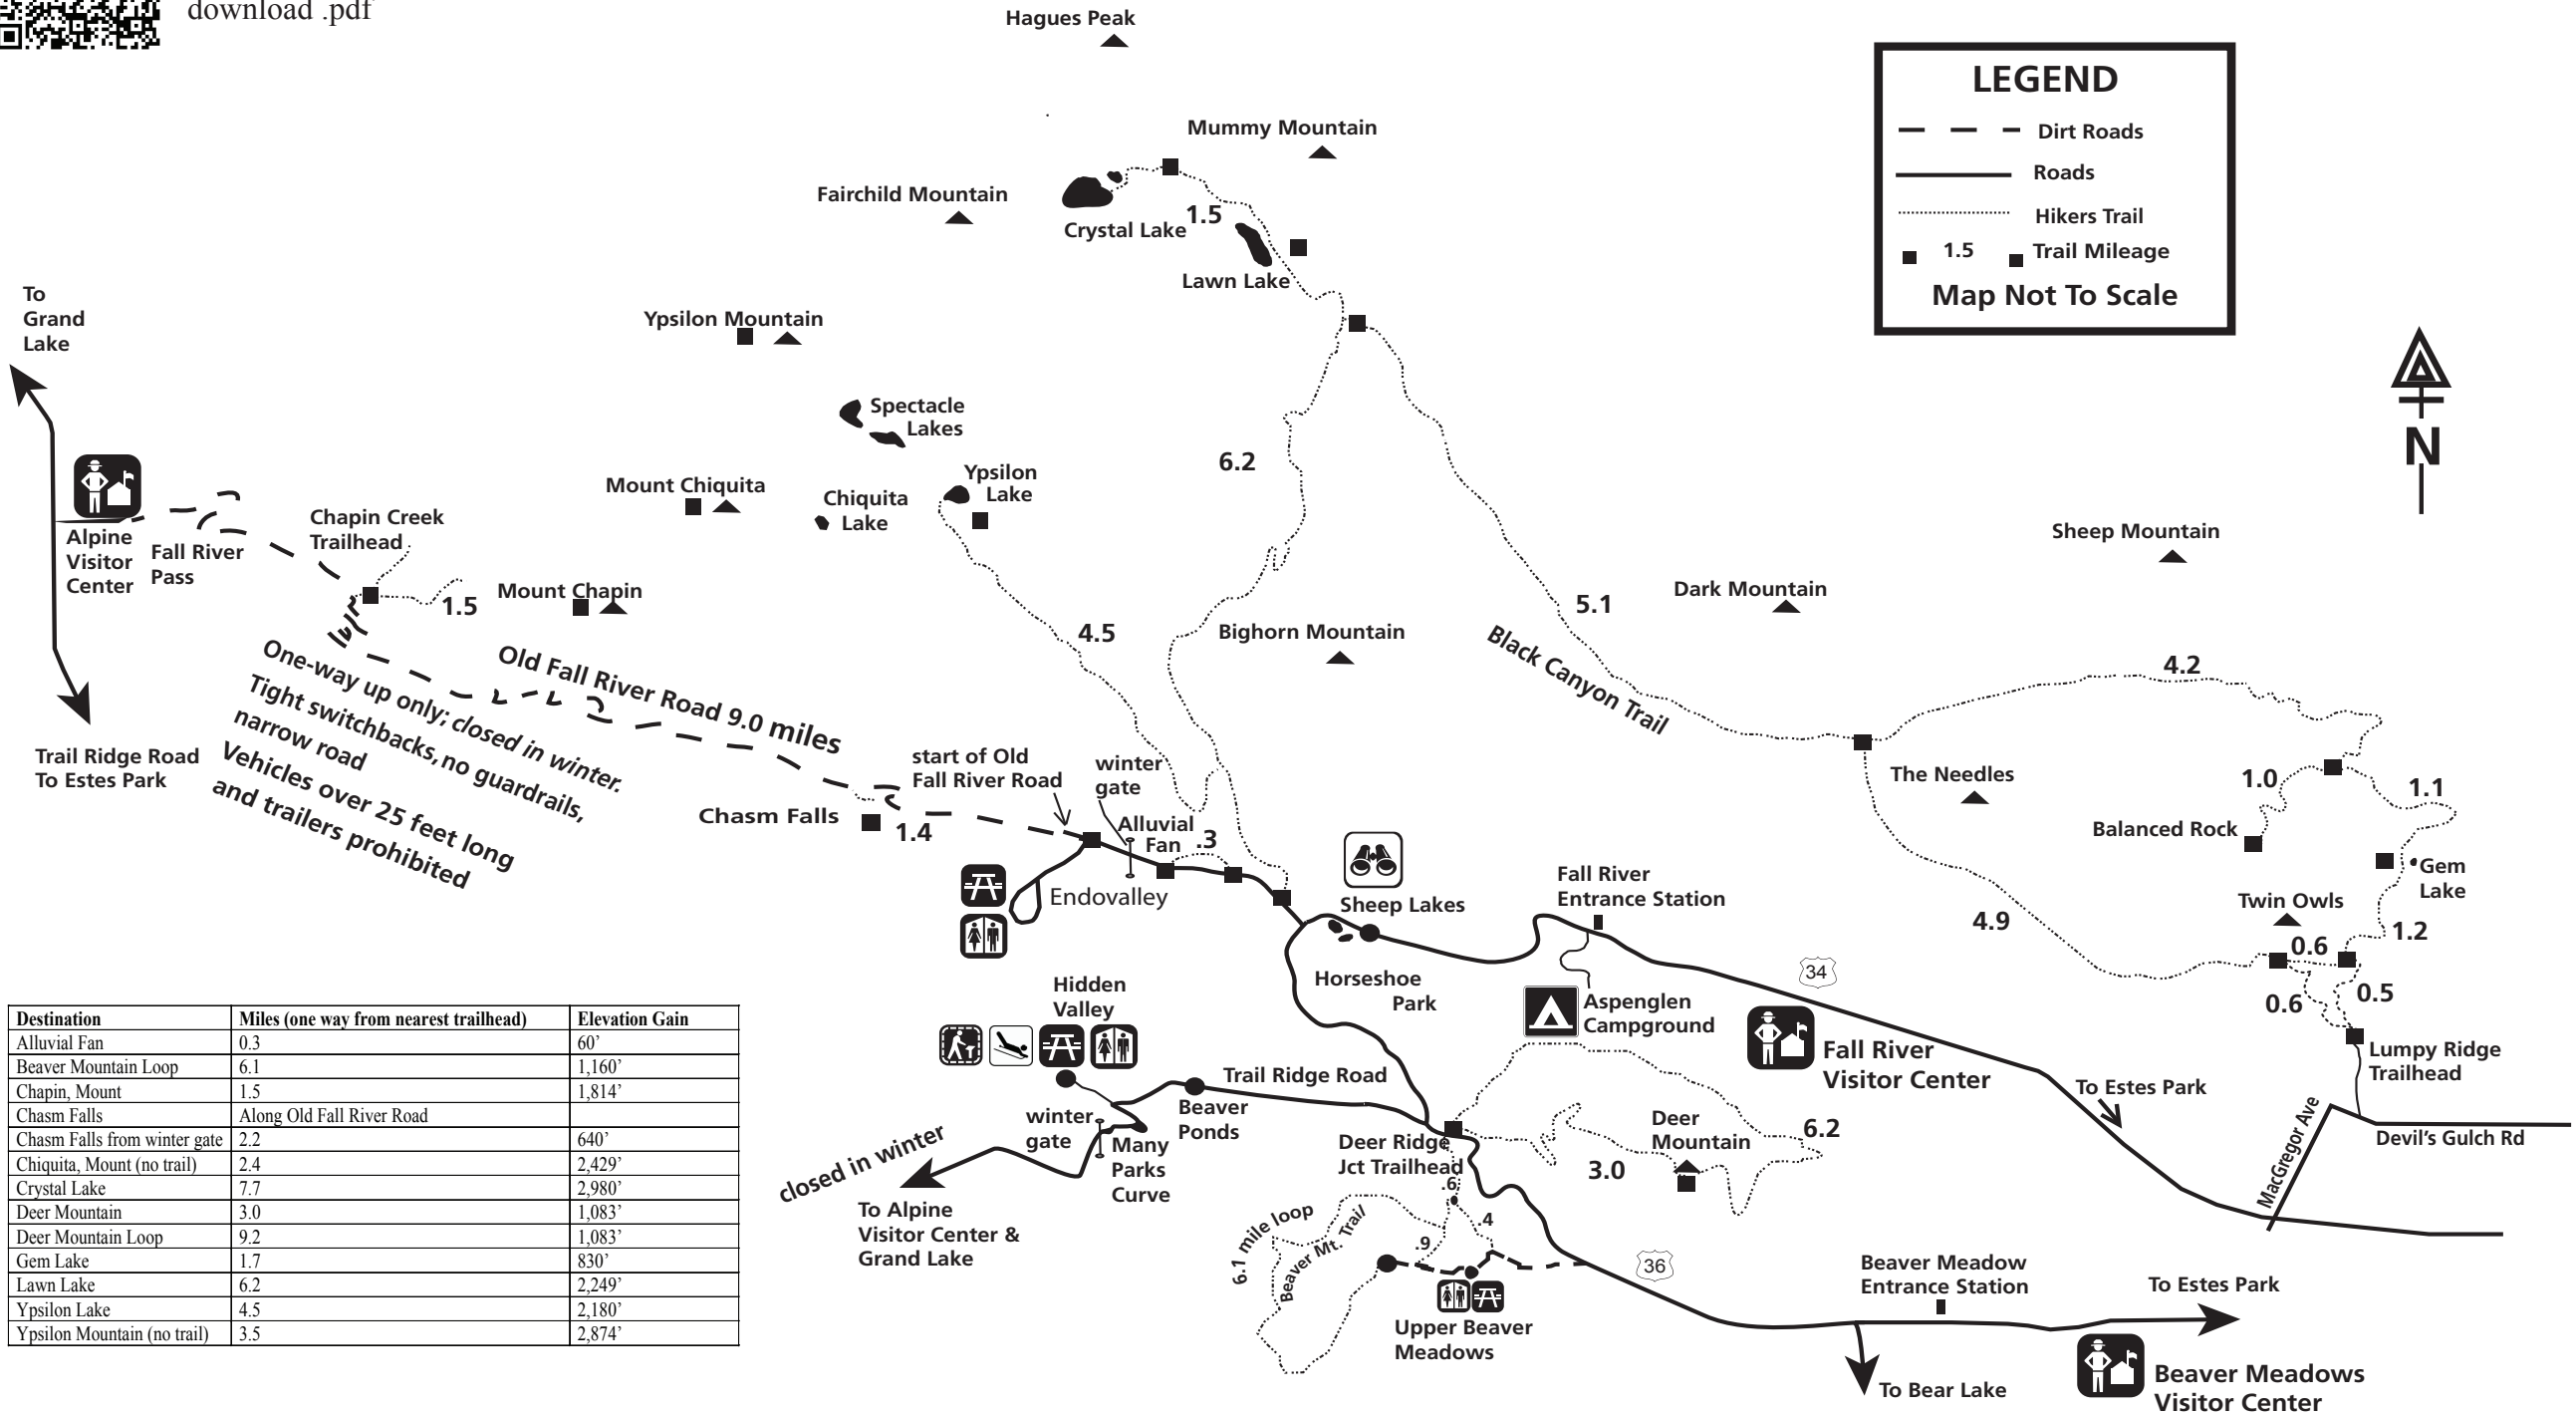 download .pdf
Hagues Peak
Mummy Mountain
Fairchild Mountain
Crystal Lake
1.5
Lawn Lake
LEGEND
Dirt Roads
Roads
Hikers Trail
1.5 Trail Mileage
Map Not To Scale
N
To
Grand
Lake
Ypsilon Mountain
Spectacle
Lakes
Ypsilon
Lake
Mount Chiquita
Chiquita
Lake
6.2
Alpine
Visitor
Center
Fall River
Pass
Chapin Creek
Trailhead
1.5
Mount Chapin
4.5
Bighorn Mountain
5.1
Black Canyon Trail
Dark Mountain
Sheep Mountain
4.2
One-way up only; closed in winter.
Tight switchbacks, no guardrails,
narrow road
Vehicles over 25 feet long
and trailers prohibited
Old Fall River Road 9.0 miles
Trail Ridge Road
To Estes Park
start of Old
Fall River Road
winter
gate
Chasm Falls
1.4
Alluvial
Fan
.3
Endovalley
The Needles
1.0
1.1
Balanced Rock
Gem
Lake
Twin Owls
1.2
0.6
0.6
0.5
4.9
Lumpy Ridge
Trailhead
Sheep Lakes
Fall River
Entrance Station
Horseshoe
Park
34
Aspenglen
Campground
Fall River
Visitor Center
To Estes Park
MacGregor Ave
Devil's Gulch Rd
Hidden
Valley
Trail Ridge Road
Beaver
Ponds
winter
gate
Many
Parks
Curve
closed in winter
To Alpine
Visitor Center &
Grand Lake
Deer Ridge
Jct Trailhead
Deer
Mountain
3.0
6.2
.6
.4
.9
6.1 mile loop
Beaver Mt. Trail
Upper Beaver
Meadows
36
Beaver Meadow
Entrance Station
To Estes Park
To Bear Lake
Beaver Meadows
Visitor Center
Destination Miles (one way from nearest trailhead) Elevation Gain
Alluvial Fan 0.3 60’
Beaver Mountain Loop 6.1 1,160’
Chapin, Mount 1.5 1,814’
Chasm Falls Along Old Fall River Road
Chasm Falls from winter gate 2.2 640’
Chiquita, Mount (no trail) 2.4 2,429’
Crystal Lake 7.7 2,980’
Deer Mountain 3.0 1,083’
Deer Mountain Loop 9.2 1,083’
Gem Lake 1.7 830’
Lawn Lake 6.2 2,249’
Ypsilon Lake 4.5 2,180’
Ypsilon Mountain (no trail) 3.5 2,874’